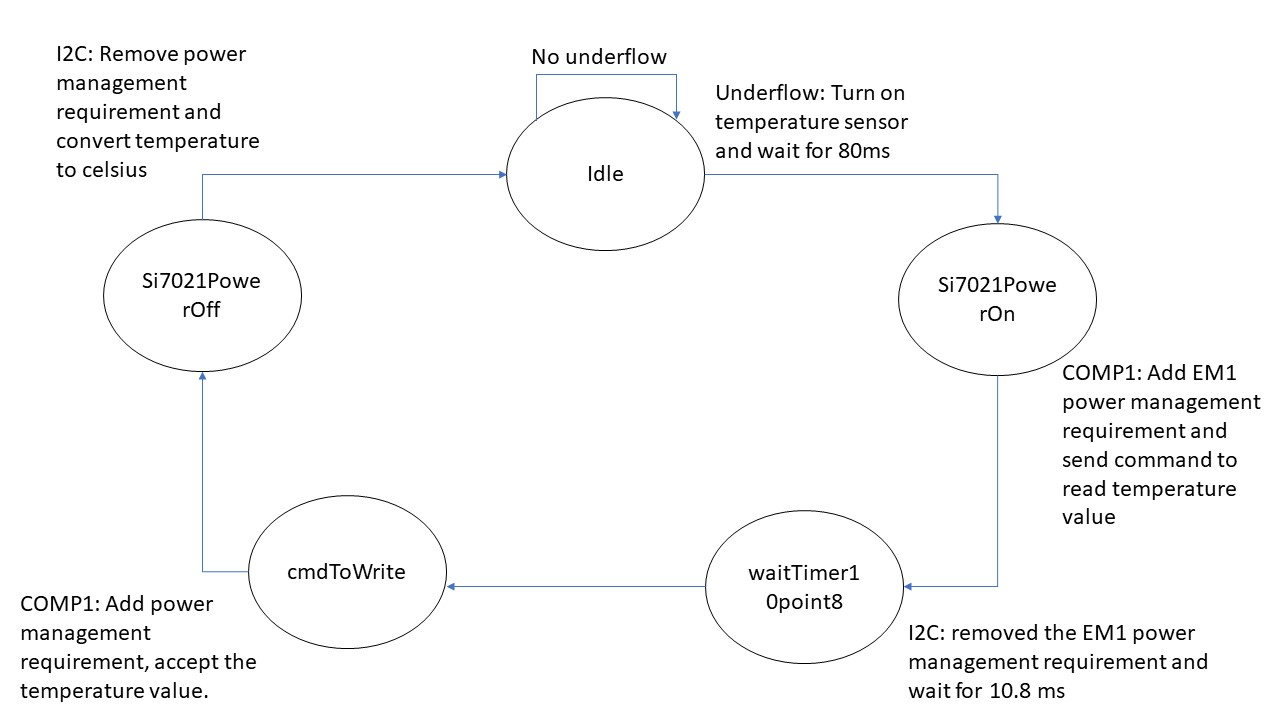 I2C: Remove power
management
requirement and
convert temperature
to celsius
No underflow
Underflow: Turn on
temperature sensor
and wait for 80ms
Idle
Si7021Powe
rOff
Si7021Powe
rOn
COMP1: Add EM1
power management
requirement and
send command to
read temperature
value
cmdToWrite
waitTimer1
0point8
COMP1: Add power
management
requirement, accept the
temperature value.
I2C: removed the EM1 power
management requirement and
wait for 10.8 ms